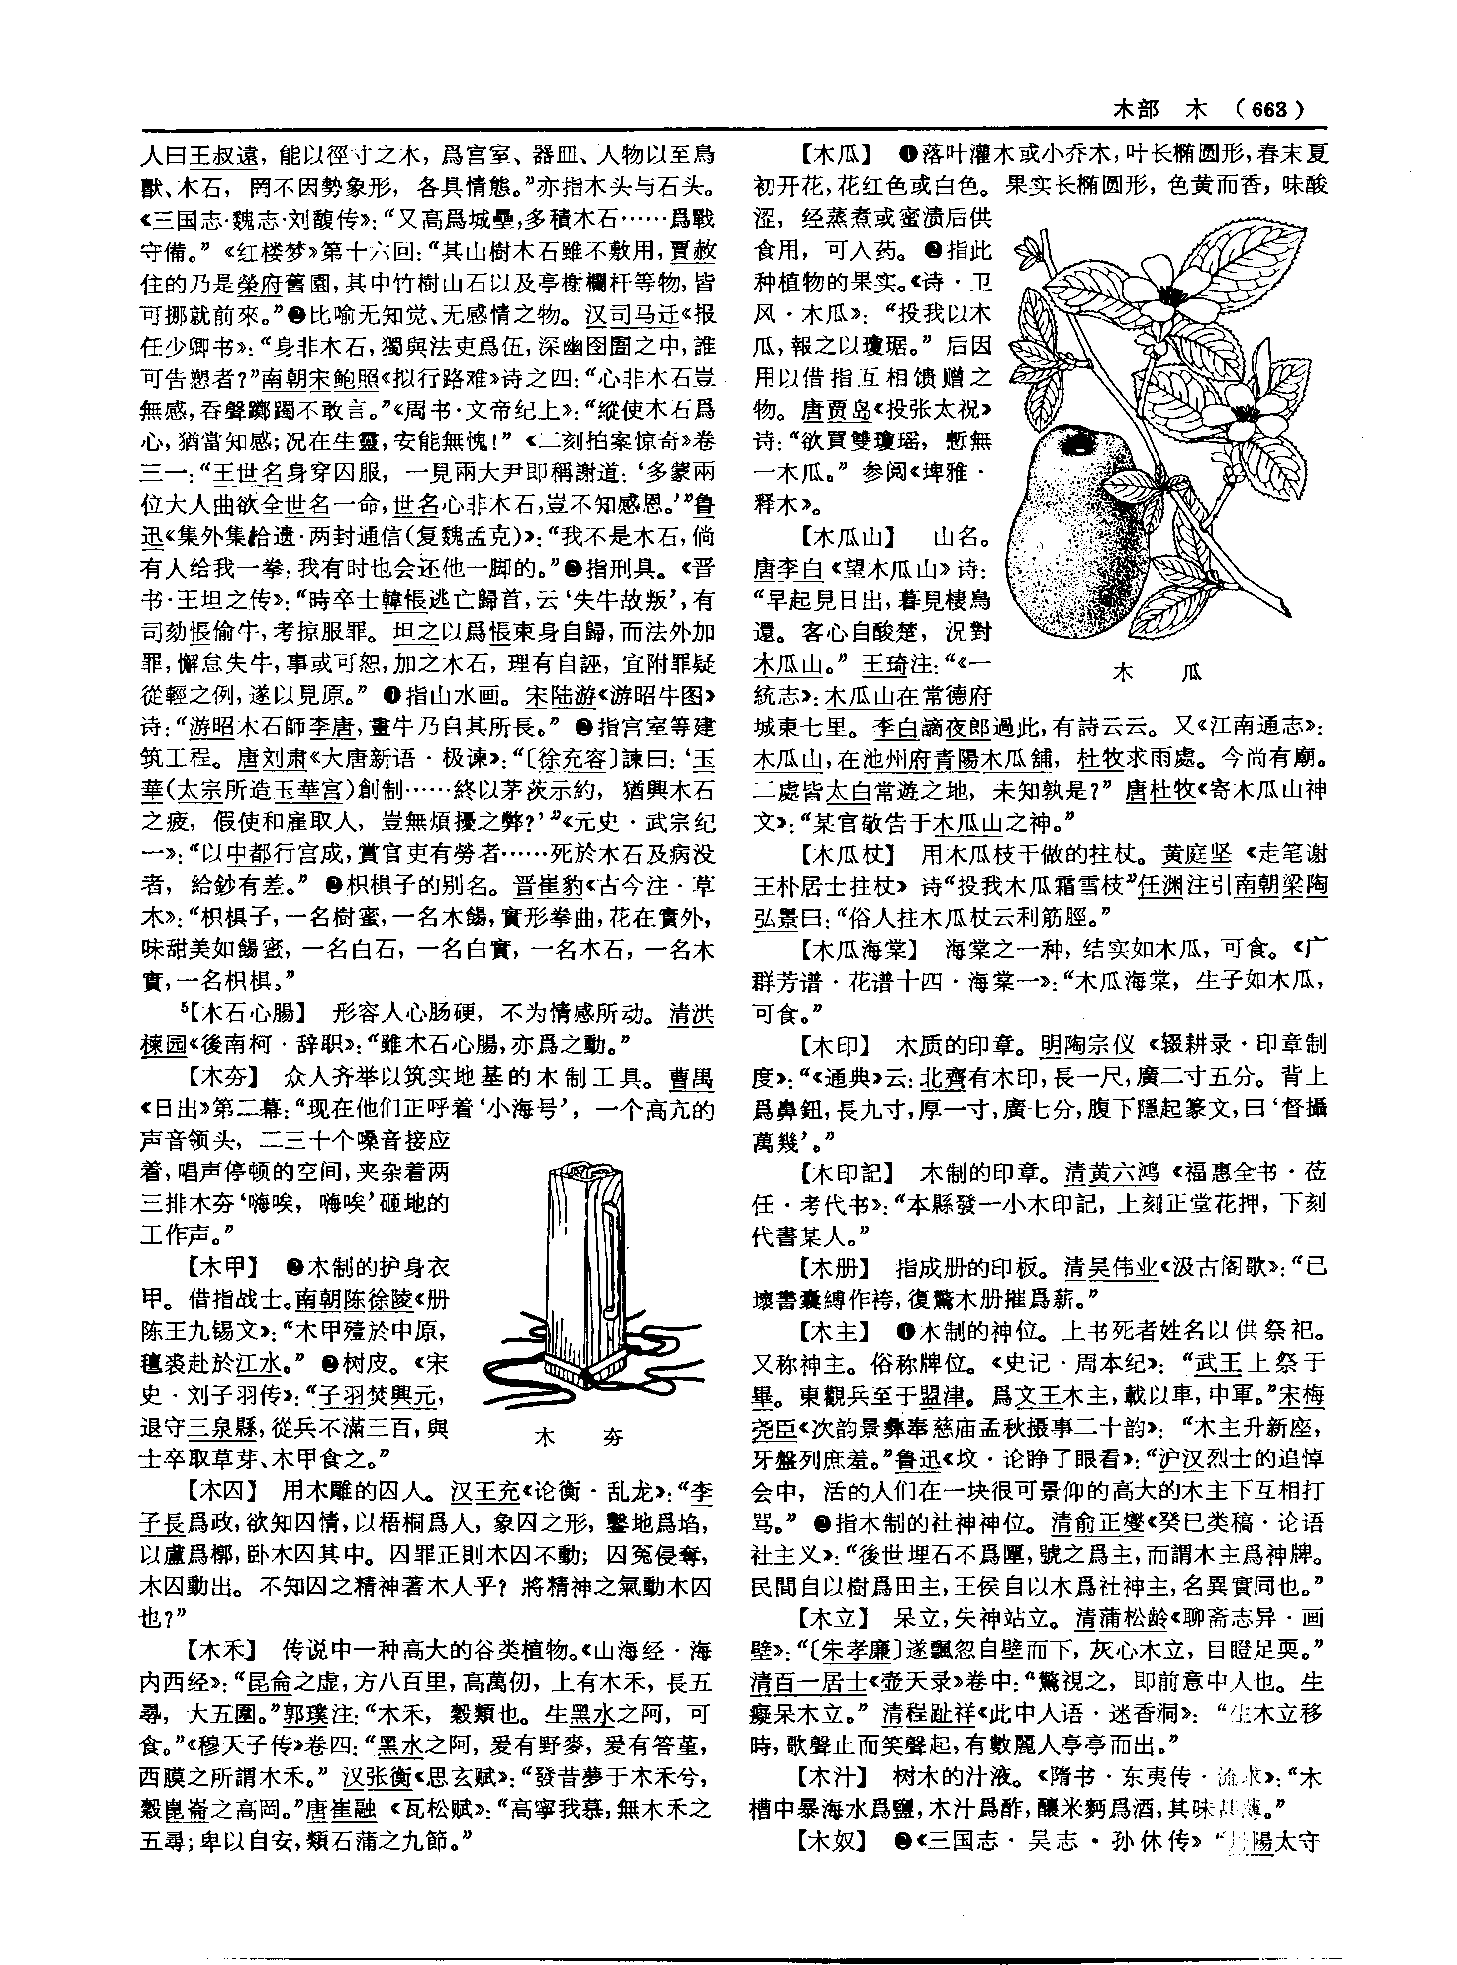 木部 木 （663）
人曰王叔遠，能以徑寸之木，爲宫室、器皿、人物以至鳥
獸、木石，罔不因勢象形，各具情態。”亦指木头与石头。
《三国志·魏志·刘馥传》：“又高爲城壘，多積木石……爲戰
守備。”《红楼梦》第十六回：“其山樹木石雖不敷用，賈赦
住的乃是榮府舊園，其中竹樹山石以及亭榭欄杆等物，皆
可挪就前來。”❷比喻无知觉、无感情之物。汉司马迁《报
任少卿书》：“身非木石，獨與法吏爲伍，深幽囹圄之中，誰
可告愬者？”南朝宋鲍照《拟行路难》诗之四：“心非木石豈
無感，吞聲躑躅不敢言。”《周书·文帝纪上》：“縱使木石爲
心，猶當知感；况在生靈，安能無愧！”《二刻拍案惊奇》卷
三一：“王世名身穿囚服，一見兩大尹即稱謝道：‘多蒙兩
位大人曲欲全世名一命，世名心非木石，豈不知感恩。’”鲁
迅《集外集拾遗·两封通信（复魏孟克）》：“我不是木石，倘
有人给我一拳，我有时也会还他一脚的。”❸指刑具。《晋
书·王坦之传》：“時卒士韓悵逃亡歸首，云‘失牛故叛’，有
司劾悵偷牛，考掠服罪。坦之以爲悵束身自歸，而法外加
罪，懈怠失牛，事或可恕，加之木石，理有自誣，宜附罪疑
從輕之例，遂以見原。”❹指山水画。宋陆游《游昭牛图》
诗：“游昭木石師李唐，畫牛乃自其所長。”❺指宫室等建
筑工程。唐刘肃《大唐新语·极谏》：“〔徐充容〕諫曰：‘玉
華（太宗所造玉華宫）創制……終以茅茨示約，猶興木石
之疲，假使和雇取人，豈無煩擾之弊？’”《元史·武宗纪
一》：“以中都行宫成，賞官吏有勞者……死於木石及病没
者，給鈔有差。”❻枳椇子的别名。晋崔豹《古今注·草
木》：“枳椇子，一名樹蜜，一名木餳，實形拳曲，花在實外，
味甜美如餳蜜，一名白石，一名白實，一名木石，一名木
實，一名枳椇。”
5【木石心腸】 形容人心肠硬，不为情感所动。清洪
楝园《後南柯·辞职》：“雖木石心腸，亦爲之動。”
【木夯】 众人齐举以筑实地基的木制工具。曹禺
《日出》第二幕：“现在他们正呼着‘小海号’，一个高亢的
声音领头，二三十个嗓音接应
着，唱声停顿的空间，夹杂着两
三排木夯‘嗨唉，嗨唉’砸地的
工作声。”
【木甲】 ❶木制的护身衣
甲。借指战士。南朝陈徐陵《册
陈王九锡文》：“木甲殪於中原，
氊裘赴於江水。”❷树皮。《宋
史·刘子羽传》：“子羽焚興元，
退守三泉縣，從兵不滿三百，與
士卒取草芽、木甲食之。”
木 夯
【木囚】 用木雕的囚人。汉王充《论衡·乱龙》：“李
子長爲政，欲知囚情，以梧桐爲人，象囚之形，鑿地爲埳，
以蘆爲槨，卧木囚其中。囚罪正則木囚不動；囚冤侵奪，
木囚動出。不知囚之精神著木人乎？將精神之氣動木囚
也？”
【木禾】 传说中一种高大的谷类植物。《山海经·海
内西经》：“昆侖之虚，方八百里，高萬仞，上有木禾，長五
尋，大五圍。”郭璞注：“木禾，穀類也。生黑水之阿，可
食。”《穆天子传》卷四：“黑水之阿，爰有野麥，爰有答堇，
西膜之所謂木禾。”汉张衡《思玄赋》：“發昔夢于木禾兮，
穀崑崙之高岡。”唐崔融《瓦松赋》：“高寧我慕，無木禾之
五尋；卑以自安，類石蒲之九節。”
【木瓜】 ❶落叶灌木或小乔木，叶长椭圆形，春末夏
初开花，花红色或白色。果实长椭圆形，色黄而香，味酸
涩，经蒸煮或蜜渍后供
食用，可入药。❷指此
种植物的果实。《诗·卫
风·木瓜》：“投我以木
瓜，報之以瓊琚。”后因
用以借指互相馈赠之
物。唐贾岛《投张太祝》
诗：“欲買雙瓊瑶，慙無
一木瓜。”参阅《埤雅·
释木》。
【木瓜山】 山名。
唐李白《望木瓜山》诗：
“早起見日出，暮見棲鳥
還。客心自酸楚，況對
木瓜山。”王琦注：“《一
統志》：木瓜山在常德府
木 瓜
城東七里。李白謫夜郎過此，有詩云云。又《江南通志》：
木瓜山，在池州府青陽木瓜舖，杜牧求雨處。今尚有廟。
二處皆太白常遊之地，未知孰是？”唐杜牧《寄木瓜山神
文》：“某官敬告于木瓜山之神。”
【木瓜杖】 用木瓜枝干做的拄杖。黄庭坚《走笔谢
王朴居士拄杖》诗“投我木瓜霜雪枝”任渊注引南朝梁陶
弘景曰：“俗人拄木瓜杖云利筋脛。”
【木瓜海棠】 海棠之一种，结实如木瓜，可食。《广
群芳谱·花谱十四·海棠一》：“木瓜海棠，生子如木瓜，
可食。”
【木印】 木质的印章。明陶宗仪《辍耕录·印章制
度》：“《通典》云：北齊有木印，長一尺，廣二寸五分。背上
爲鼻鈕，長九寸，厚一寸，廣七分，腹下隱起篆文，曰‘督攝
萬幾’。”
【木印記】 木制的印章。清黄六鸿《福惠全书·莅
任·考代书》：“本縣發一小木印記，上刻正堂花押，下刻
代書某人。”
【木册】 指成册的印板。清吴伟业《汲古阁歌》：“已
壞書囊縛作袴，復驚木册摧爲薪。”
【木主】 ❶木制的神位。上书死者姓名以供祭祀。
又称神主。俗称牌位。《史记·周本纪》：“武王上祭于
畢。東觀兵至于盟津。爲文王木主，載以車，中軍。”宋梅
尧臣《次韵景彝奉慈庙孟秋摄事二十韵》：“木主升新座，
牙盤列庶羞。”鲁迅《坟·论睁了眼看》：“沪汉烈士的追悼
会中，活的人们在一块很可景仰的高大的木主下互相打
骂。”❷指木制的社神神位。清俞正燮《癸巳类稿·论语
社主义》：“後世埋石不爲匰，號之爲主，而謂木主爲神牌。
民間自以樹爲田主，王侯自以木爲社神主，名異實同也。”
【木立】 呆立，失神站立。清蒲松龄《聊斋志异·画
壁》：“〔朱孝廉〕遂飄忽自壁而下，灰心木立，目瞪足耎。”
清百一居士《壶天录》卷中：“驚視之，即前意中人也。生
癡呆木立。”清程趾祥《此中人语·迷香洞》：“生木立移
時，歌聲止而笑聲起，有數麗人亭亭而出。”
【木汁】 树木的汁液。《隋书·东夷传·流求》：“木
槽中暴海水爲鹽，木汁爲酢，釀米麪爲酒，其味甚薄。”
【木奴】 ❶《三国志·吴志·孙休传》“丹陽太守